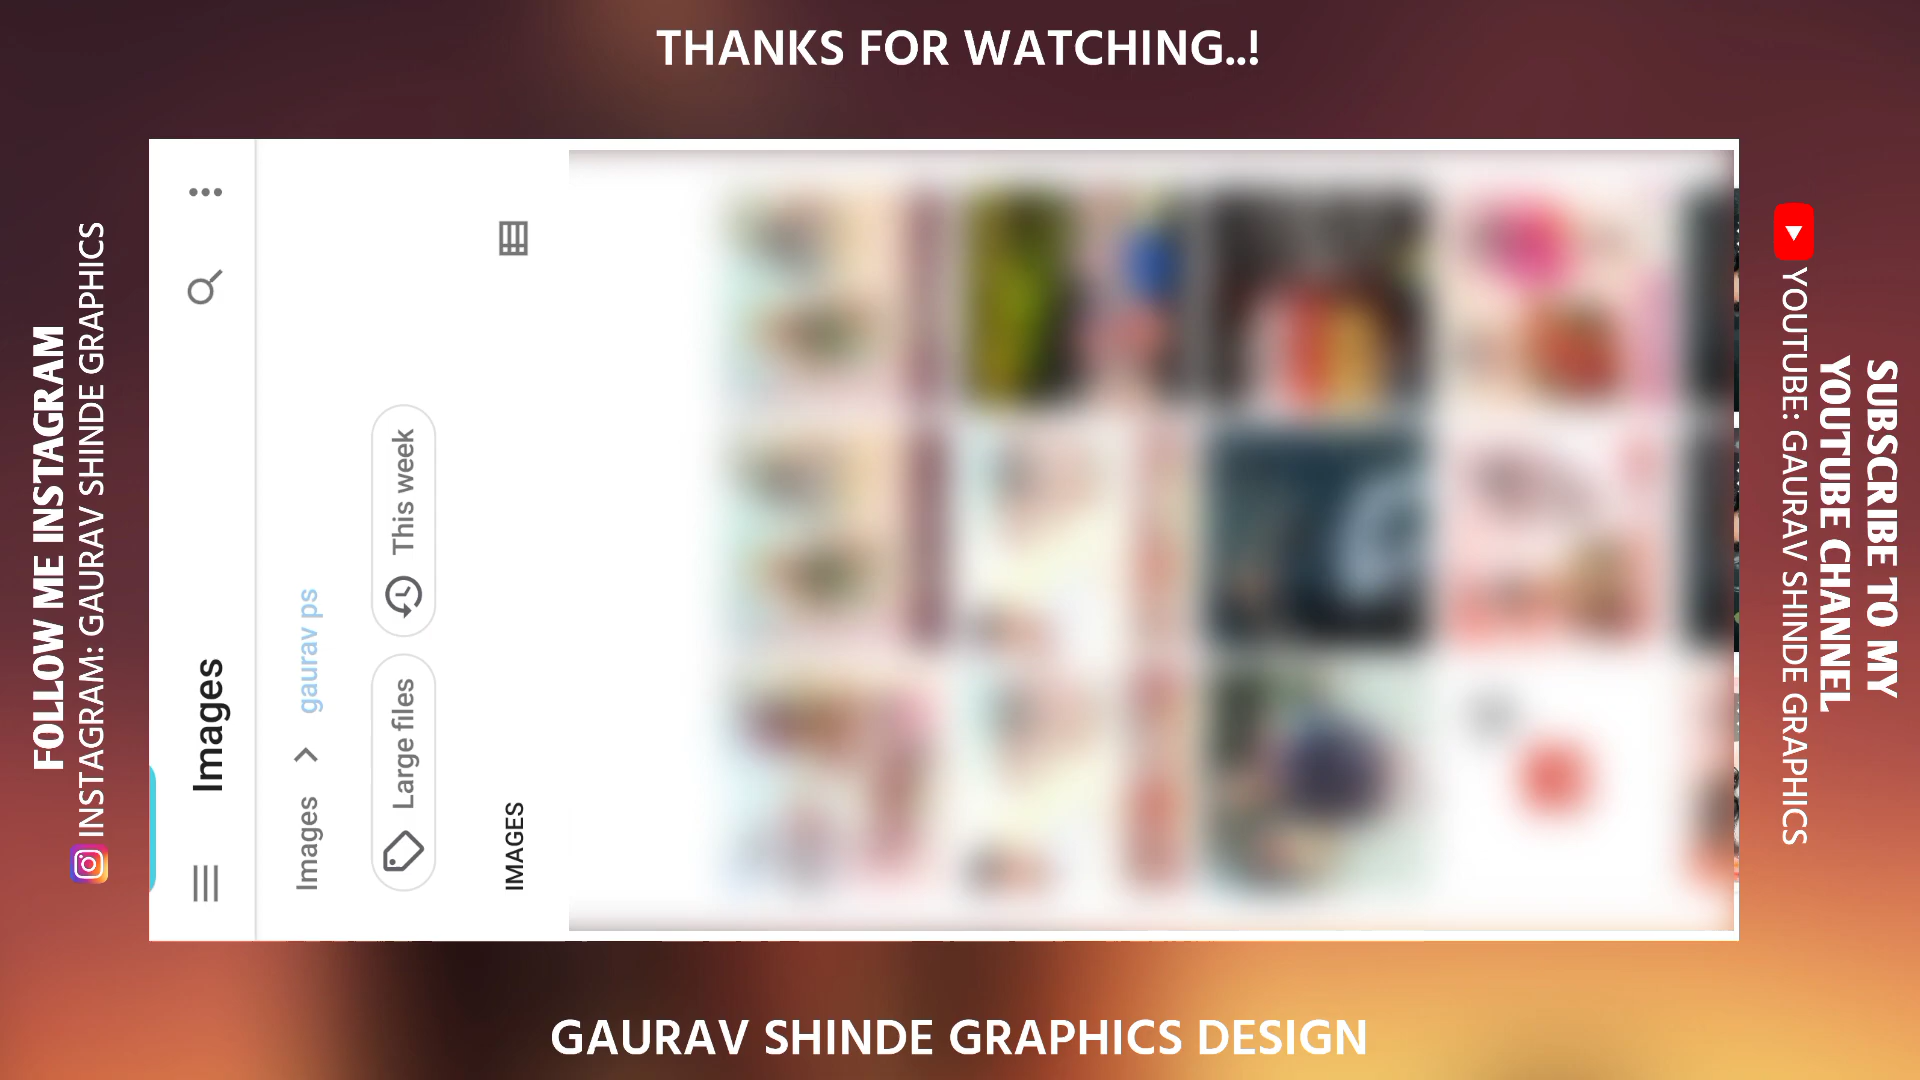 THANKS FOR WATCHING..!
FOLLOW ME INSTAGRAM
INSTAGRAM: GAURAV SHINDE GRAPHICS
Images
Images > gaurav ps
Large files
This week
IMAGES
SUBSCRIBE TO MY
YOUTUBE CHANNEL
YOUTUBE: GAURAV SHINDE GRAPHICS
GAURAV SHINDE GRAPHICS DESIGN